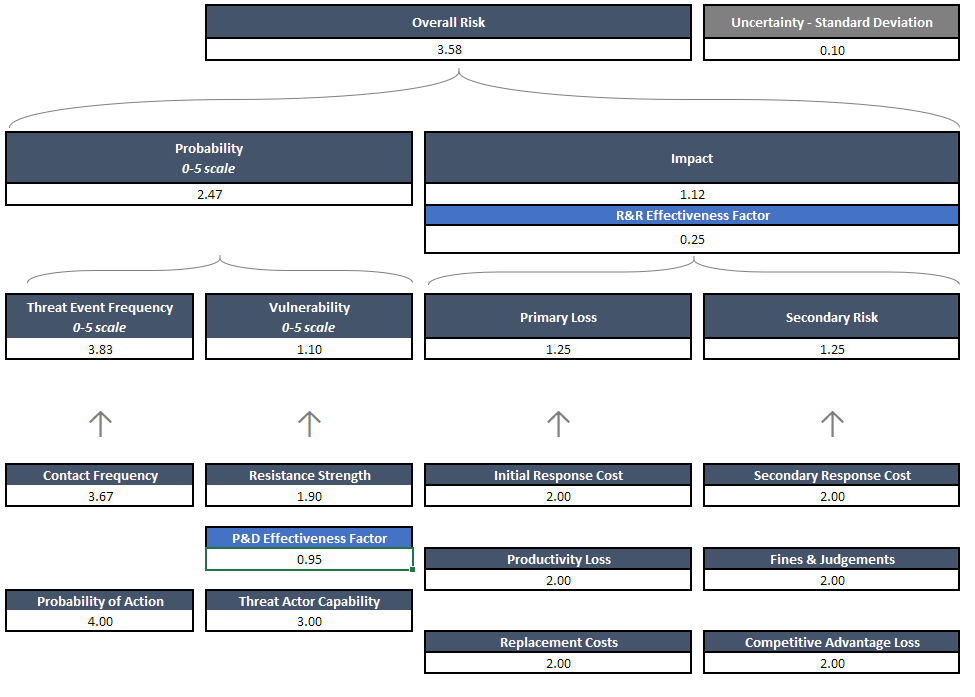 Overall Risk
3.58
Uncertainty - Standard Deviation
0.10
Probability
0-5 scale
2.47
Impact
1.12
R&R Effectiveness Factor
0.25
Threat Event Frequency
0-5 scale
3.83
Vulnerability
0-5 scale
1.10
Primary Loss
1.25
Secondary Risk
1.25
Contact Frequency
3.67
Resistance Strength
1.90
Initial Response Cost
2.00
Secondary Response Cost
2.00
P&D Effectiveness Factor
0.95
Productivity Loss
2.00
Fines & Judgements
2.00
Probability of Action
4.00
Threat Actor Capability
3.00
Replacement Costs
2.00
Competitive Advantage Loss
2.00